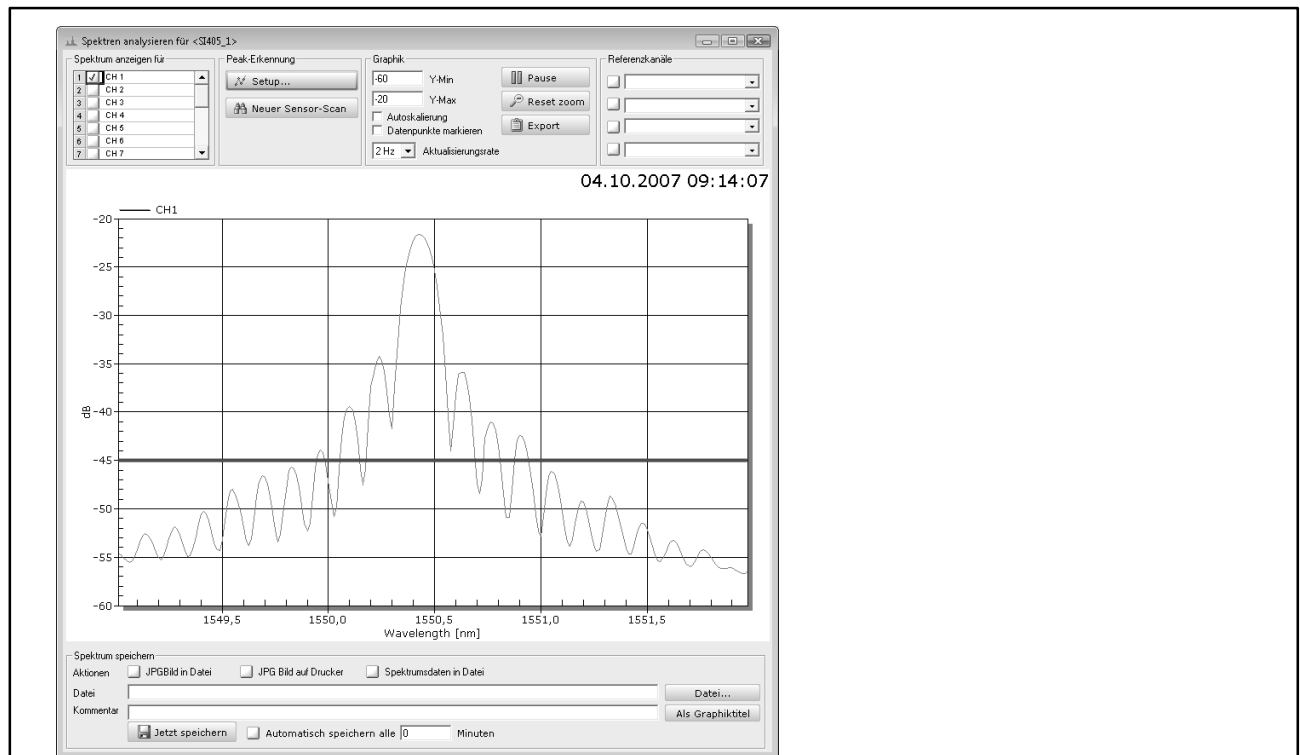 Spektren analysieren für <SI405_1>
Spektrum anzeigen für
1 CH 1
2 CH 2
3 CH 3
4 CH 4
5 CH 5
6 CH 6
7 CH 7
Peak-Erkennung
Setup...
Neuer Sensor-Scan
Graphik
-60 Y-Min
-20 Y-Max
Autoskalierung
Datenpunkte markieren
2 Hz Aktualisierungsrate
Pause
Reset zoom
Export
Referenzkanäle
04.10.2007 09:14:07
CH1
-20
-25
-30
-35
-40
-45
-50
-55
-60
dB
1549,5 1550,0 1550,5 1551,0 1551,5
Wavelength [nm]
Spektrum speichern
Aktionen JPGBild in Datei JPG Bild auf Drucker Spektrumsdaten in Datei
Datei Datei...
Kommentar Als Graphiktitel
Jetzt speichern Automatisch speichern alle 0 Minuten